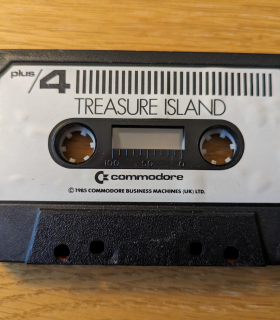 plus/4
TREASURE ISLAND
100 50 0
commodore
© 1985 COMMODORE BUSINESS MACHINES (UK) LTD.